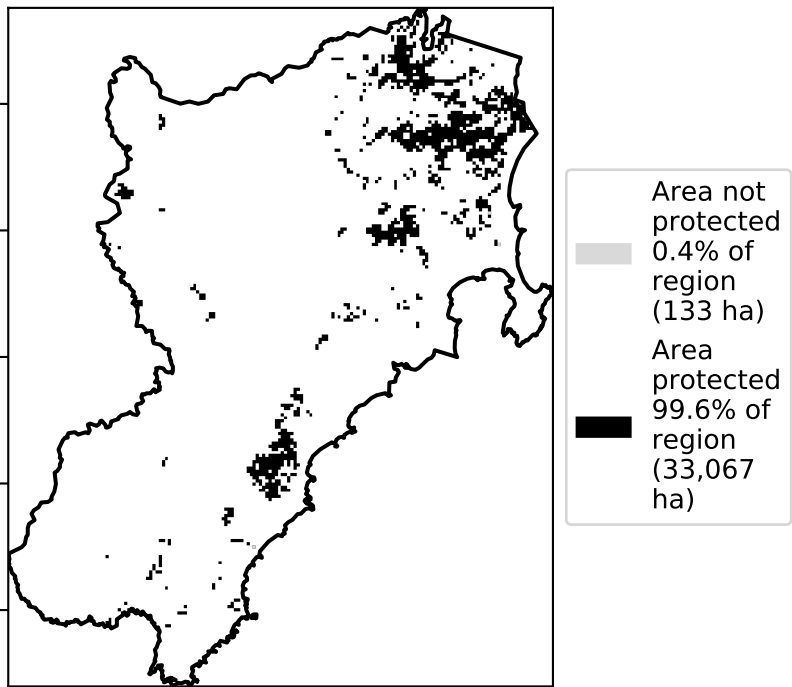 Area not
protected
0.4% of
region
(133 ha)
Area
protected
99.6% of
region
(33,067
ha)